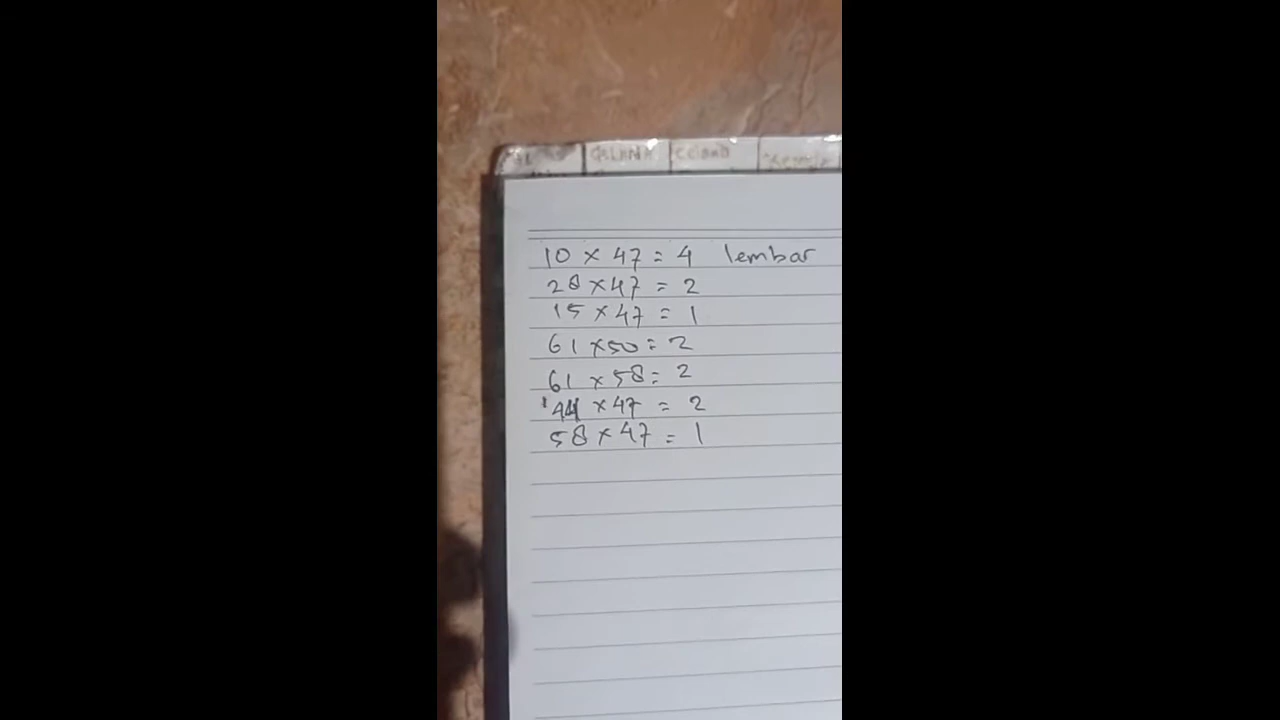 CELANA
10 × 47 = 4 lembar
28 × 47 = 2
15 × 47 = 1
61 × 50 = 2
61 × 58 = 2
44 × 47 = 2
58 × 47 = 1